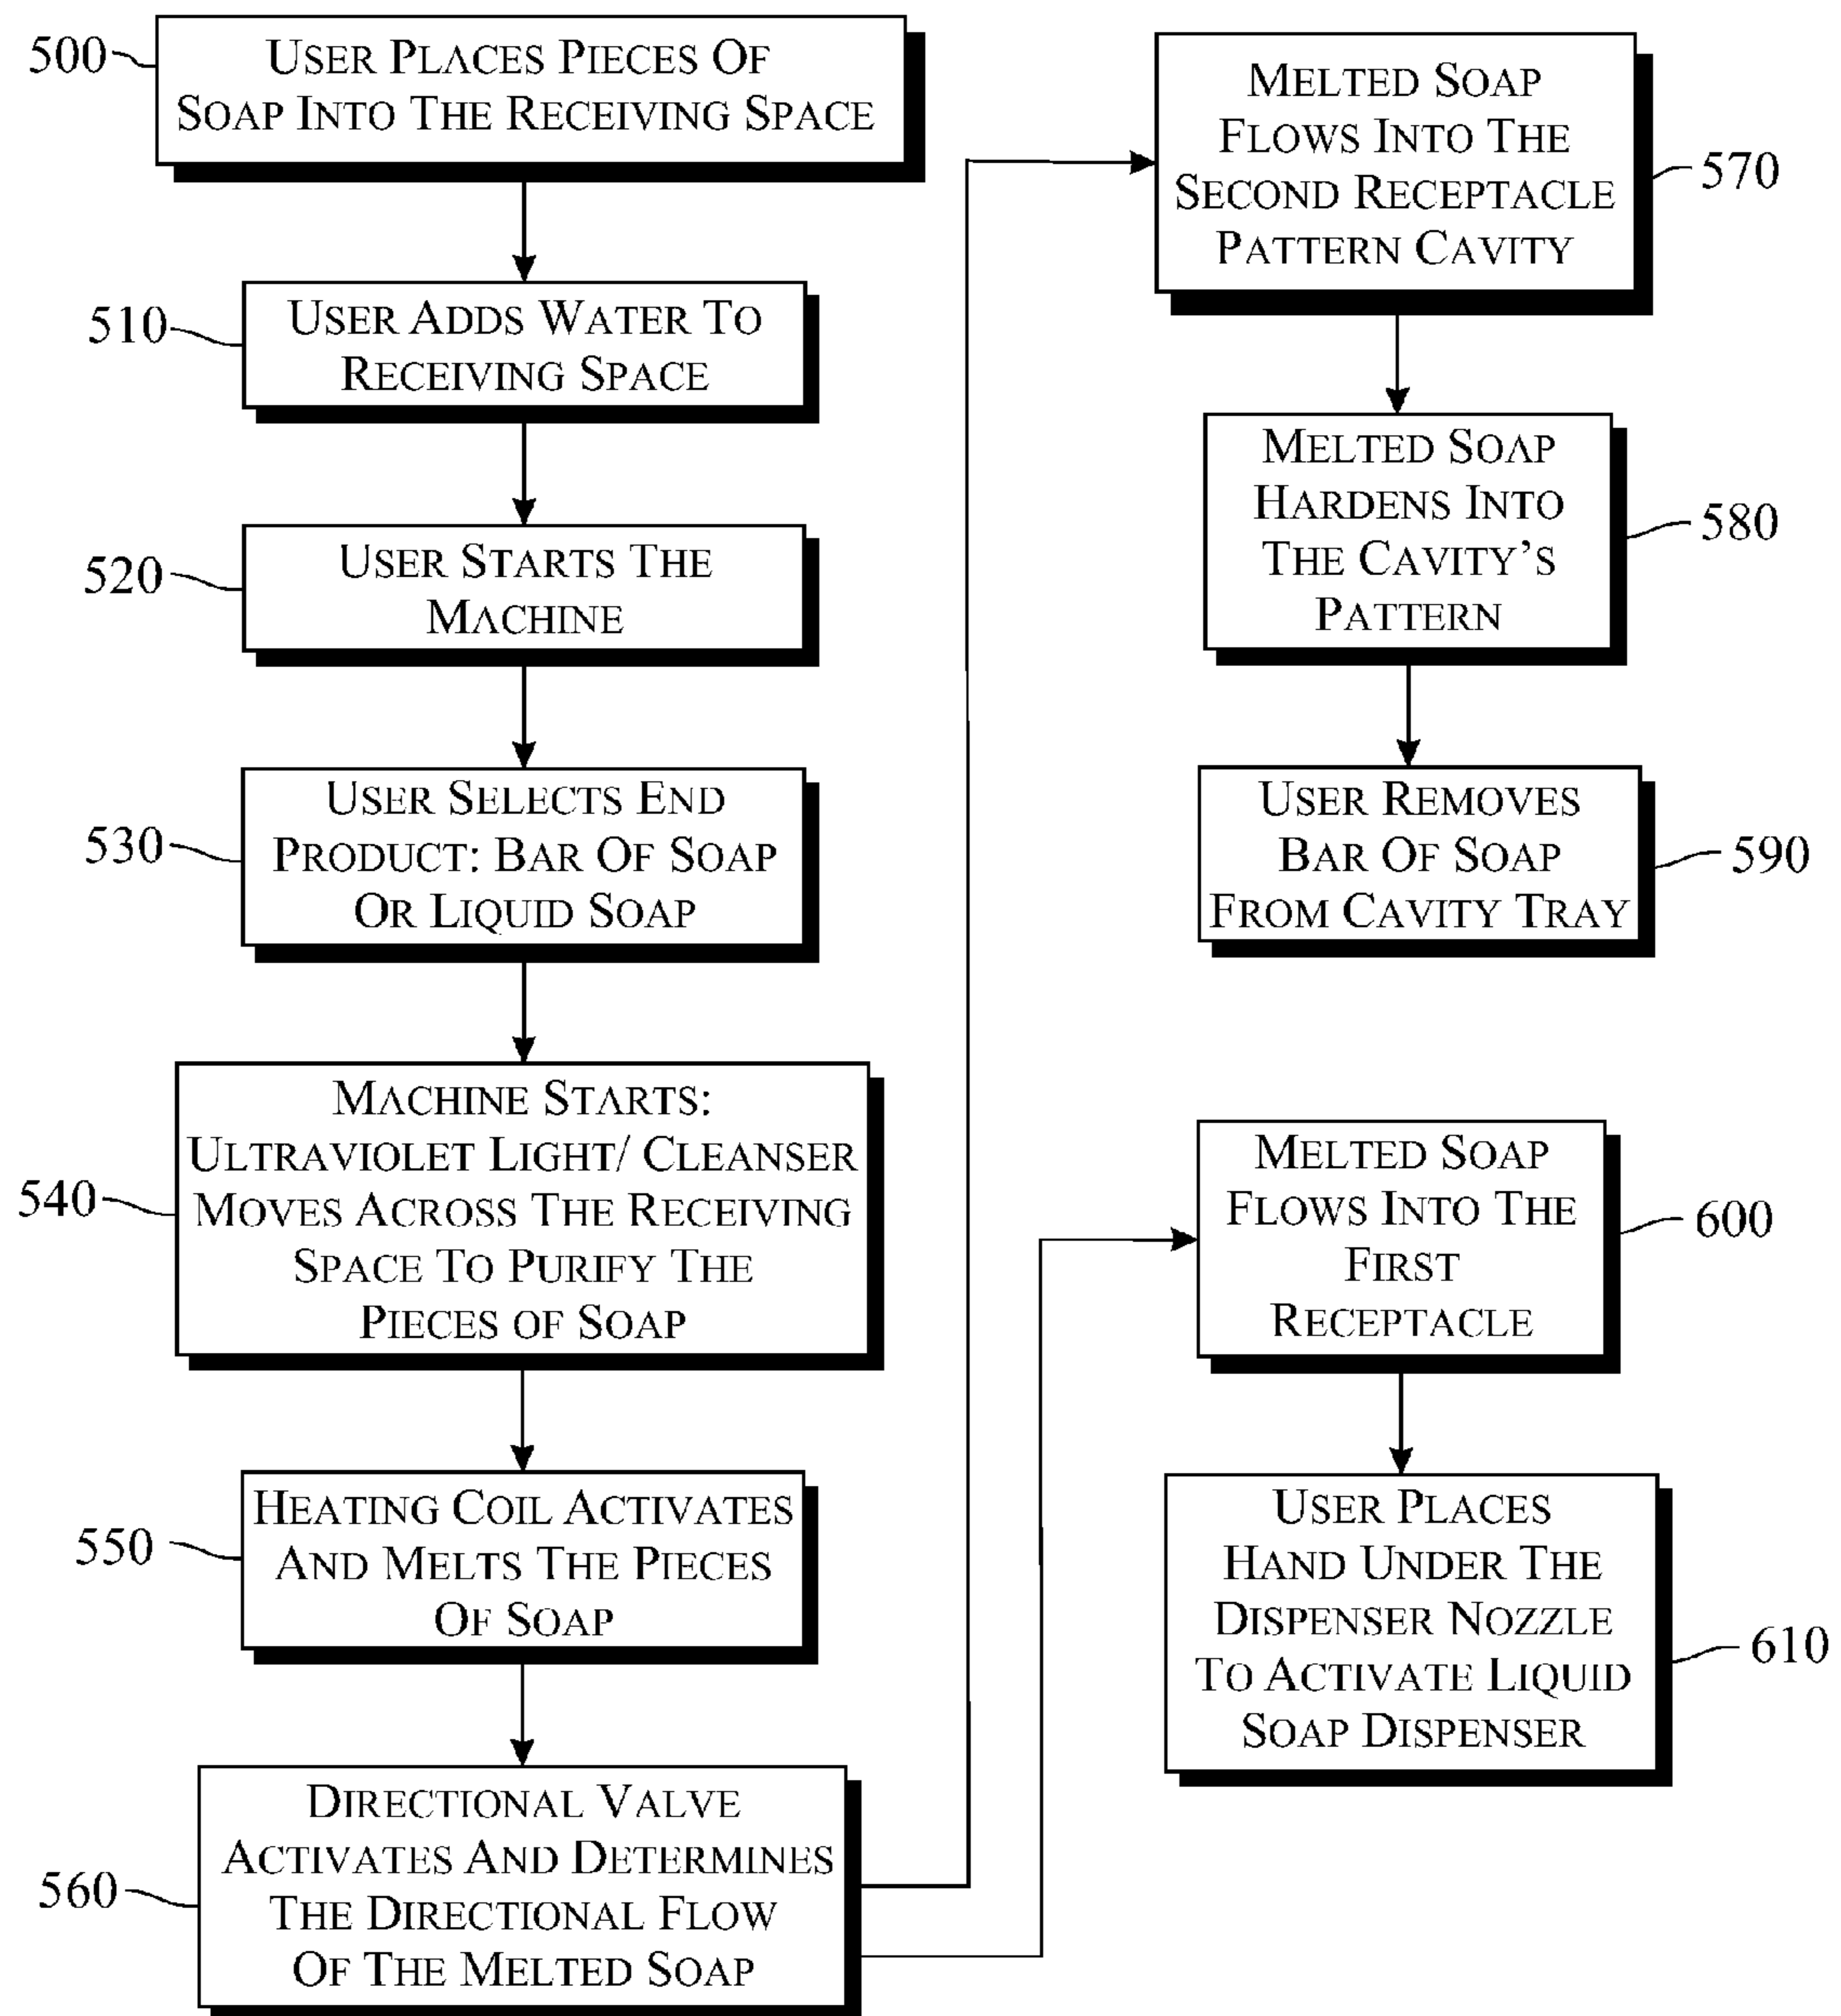 500
USER PLACES PIECES OF
SOAP INTO THE RECEIVING SPACE
510
USER ADDS WATER TO
RECEIVING SPACE
520
USER STARTS THE
MACHINE
530
USER SELECTS END
PRODUCT: BAR OF SOAP
OR LIQUID SOAP
540
MACHINE STARTS:
ULTRAVIOLET LIGHT/ CLEANSER
MOVES ACROSS THE RECEIVING
SPACE TO PURIFY THE
PIECES OF SOAP
550
HEATING COIL ACTIVATES
AND MELTS THE PIECES
OF SOAP
560
DIRECTIONAL VALVE
ACTIVATES AND DETERMINES
THE DIRECTIONAL FLOW
OF THE MELTED SOAP
MELTED SOAP
FLOWS INTO THE
SECOND RECEPTACLE
PATTERN CAVITY
570
MELTED SOAP
HARDENS INTO
THE CAVITY'S
PATTERN
580
USER REMOVES
BAR OF SOAP
FROM CAVITY TRAY
590
MELTED SOAP
FLOWS INTO THE
FIRST
RECEPTACLE
600
USER PLACES
HAND UNDER THE
DISPENSER NOZZLE
TO ACTIVATE LIQUID
SOAP DISPENSER
610